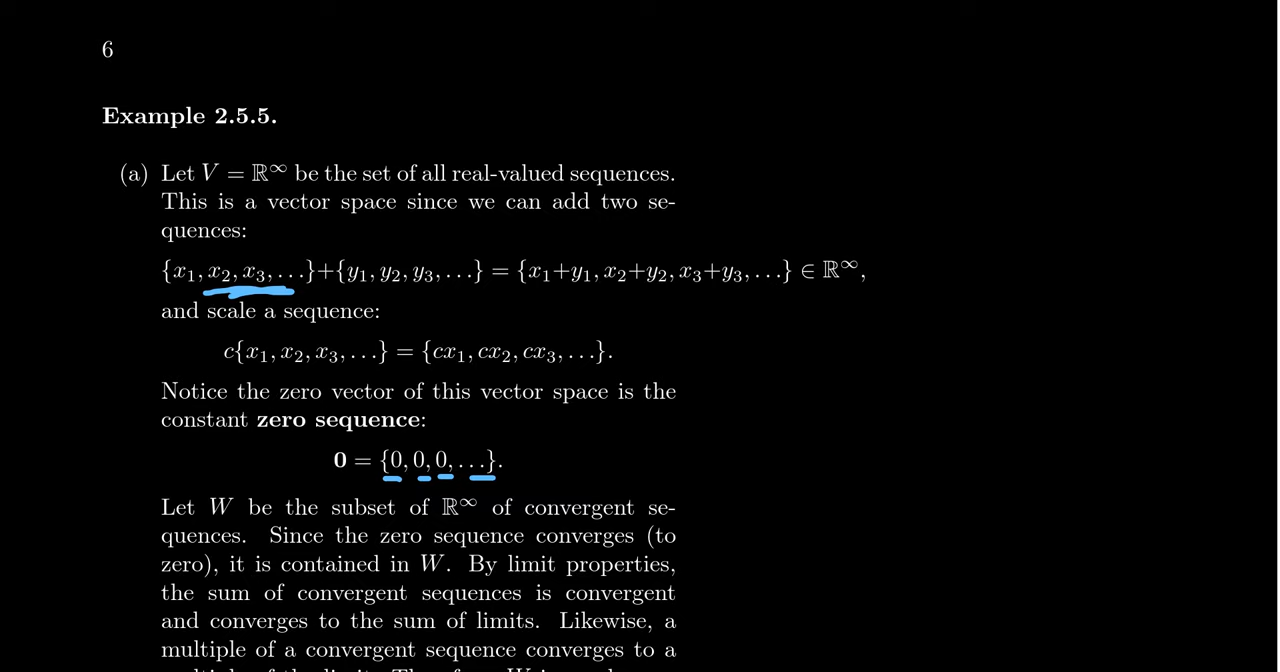 6
Example 2.5.5.
(a) Let V = ℝ^∞ be the set of all real-valued sequences.
This is a vector space since we can add two se-
quences:
{x₁, x₂, x₃, . . .}+{y₁, y₂, y₃, . . .} = {x₁+y₁, x₂+y₂, x₃+y₃, . . .} ∈ ℝ^∞,
and scale a sequence:
c{x₁, x₂, x₃, . . .} = {cx₁, cx₂, cx₃, . . .}.
Notice the zero vector of this vector space is the
constant zero sequence:
0 = {0, 0, 0, . . .}.
Let W be the subset of ℝ^∞ of convergent se-
quences. Since the zero sequence converges (to
zero), it is contained in W. By limit properties,
the sum of convergent sequences is convergent
and converges to the sum of limits. Likewise, a
multiple of a convergent sequence converges to a